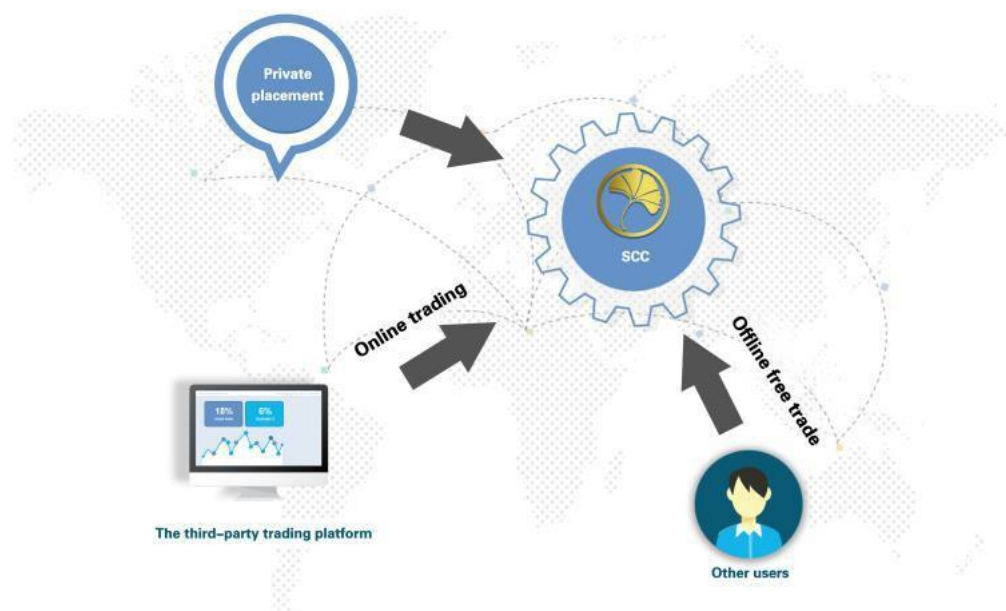 Private
placement
SCC
Online trading
Offline free trade
18%
6%
The third-party trading platform
Other users